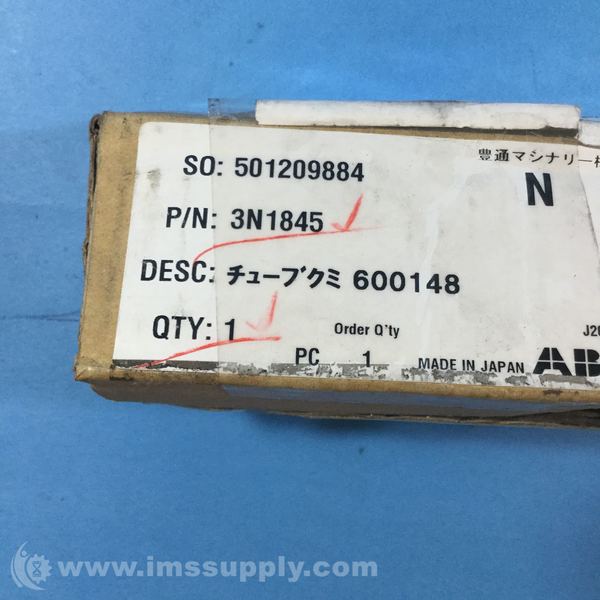 SO: 501209884
豊通マシナリー株
N
P/N: 3N1845
DESC: チューブクミ 600148
QTY: 1
Order Q'ty
PC 1
MADE IN JAPAN
www.imssupply.com